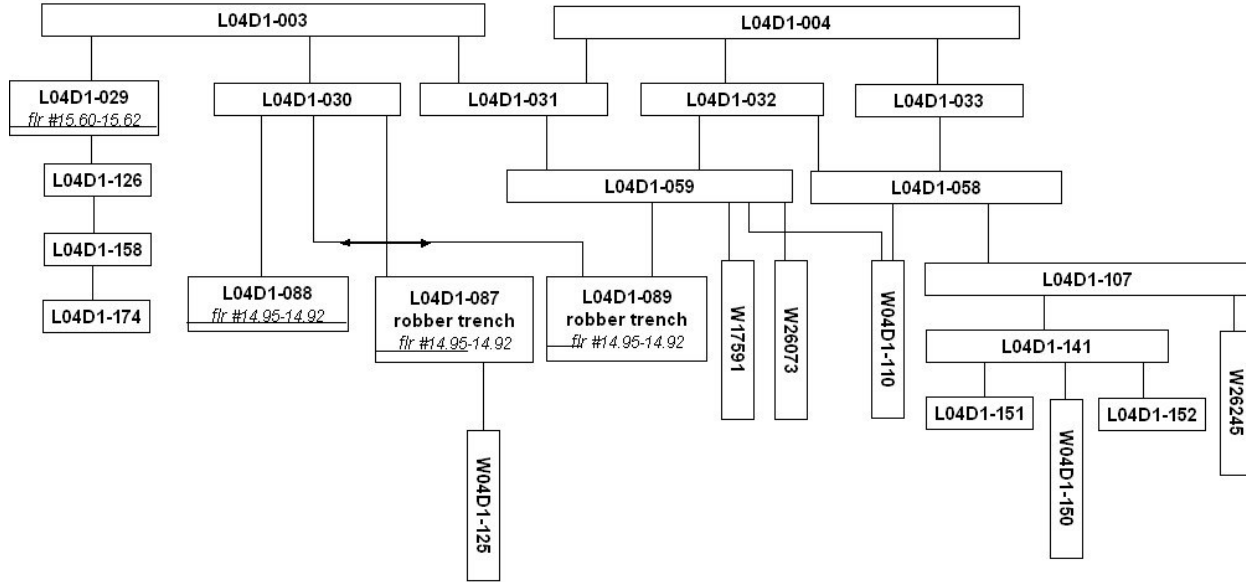 L04D1-003
L04D1-004
L04D1-029
flr #15.60-15.62
L04D1-030
L04D1-031
L04D1-032
L04D1-033
L04D1-126
L04D1-059
L04D1-058
L04D1-158
L04D1-174
L04D1-088
flr #14.95-14.92
L04D1-087
robber trench
flr #14.95-14.92
L04D1-089
robber trench
flr #14.95-14.92
W17591
W26073
W04D1-110
L04D1-107
L04D1-141
W26245
L04D1-151
W04D1-150
L04D1-152
W04D1-125